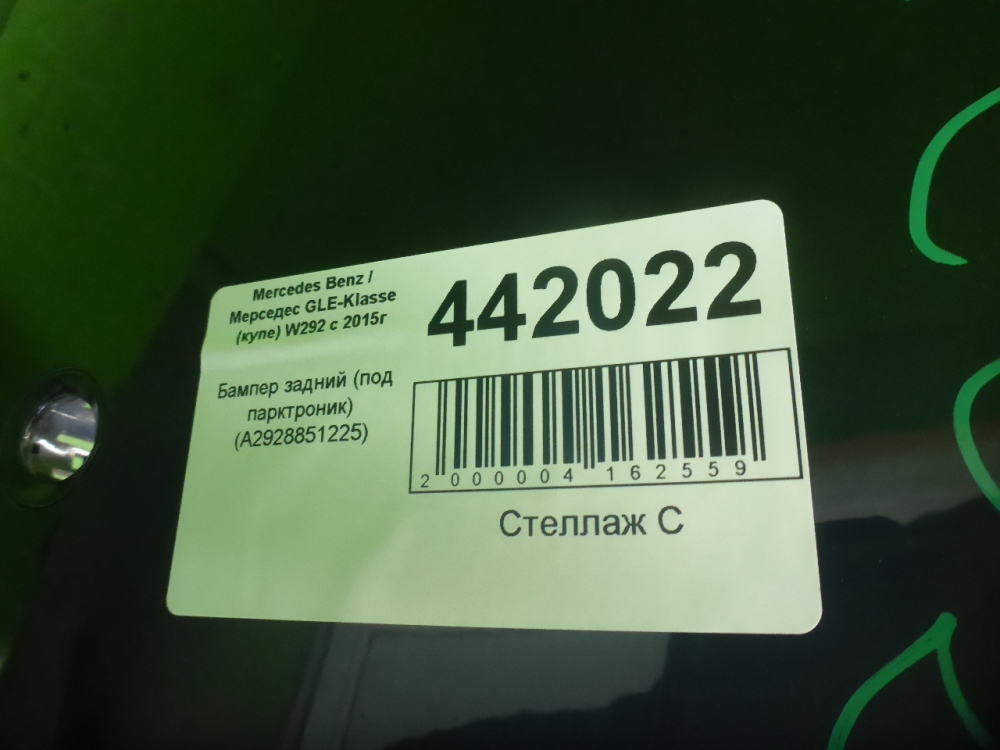 Mercedes Benz /
Мерседес GLE-Klasse
(купе) W292 с 2015г
442022
Бампер задний (под
парктроник)
(A2928851225)
2 000004 162559
Стеллаж С